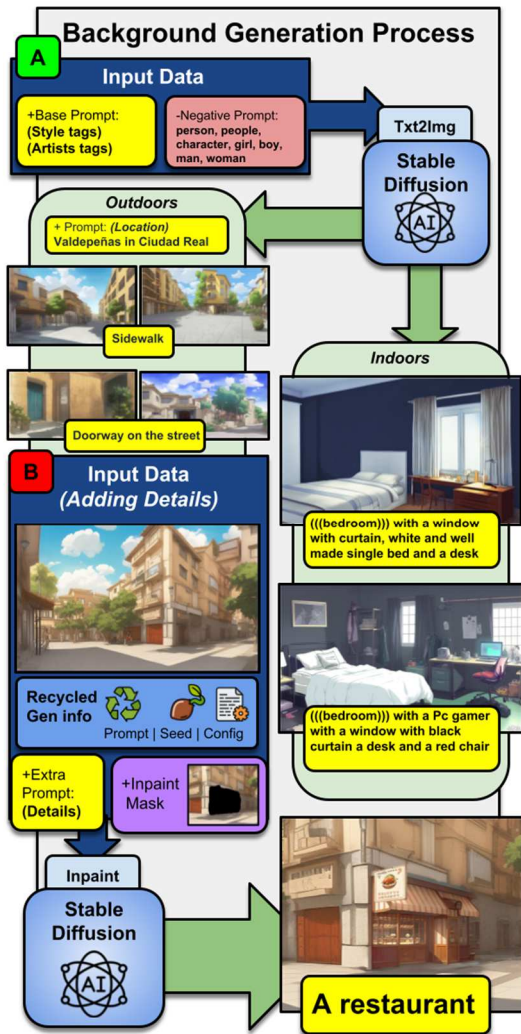 Background Generation Process
A
Input Data
+Base Prompt:
(Style tags)
(Artists tags)
-Negative Prompt:
person, people,
character, girl, boy,
man, woman
Txt2Img
Stable
Diffusion
AI
Outdoors
+ Prompt: (Location)
Valdepeñas in Ciudad Real
Sidewalk
Doorway on the street
Indoors
(((bedroom))) with a window
with curtain, white and well
made single bed and a desk
(((bedroom))) with a Pc gamer
with a window with black
curtain a desk and a red chair
B
Input Data
(Adding Details)
Recycled
Gen info
Prompt | Seed | Config
+Extra
Prompt:
(Details)
+Inpaint
Mask
Inpaint
Stable
Diffusion
AI
A restaurant